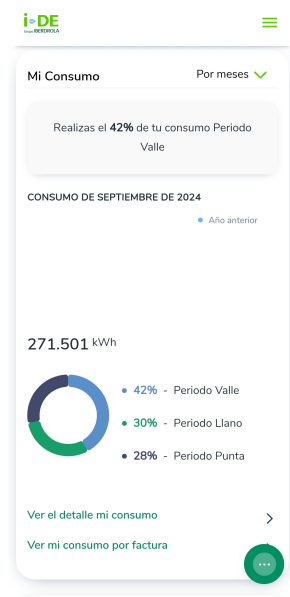 i-DE
Grupo IBERDROLA
Mi Consumo
Por meses
Realizas el 42% de tu consumo Periodo
Valle
CONSUMO DE SEPTIEMBRE DE 2024
Año anterior
271.501 kWh
42% - Periodo Valle
30% - Periodo Llano
28% - Periodo Punta
Ver el detalle mi consumo
Ver mi consumo por factura